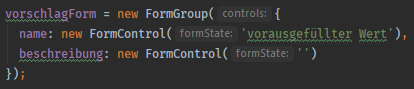 vorschlagForm = new FormGroup( controls: {
name: new FormControl( formState: 'vorausgefüllter Wert'),
beschreibung: new FormControl( formState: '')
});